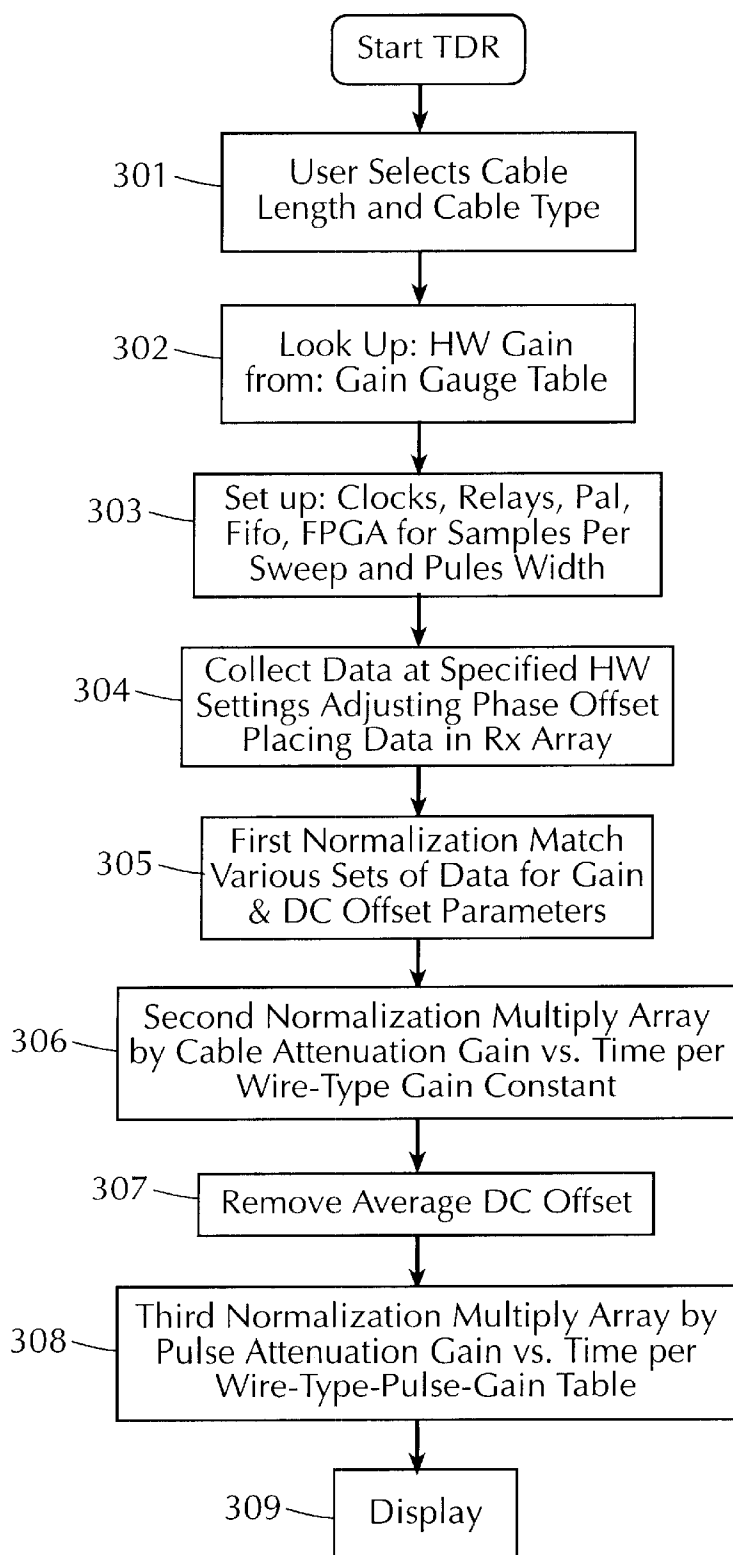 Start TDR
301
User Selects Cable
Length and Cable Type
302
Look Up: HW Gain
from: Gain Gauge Table
303
Set up: Clocks, Relays, Pal,
Fifo, FPGA for Samples Per
Sweep and Pules Width
304
Collect Data at Specified HW
Settings Adjusting Phase Offset
Placing Data in Rx Array
305
First Normalization Match
Various Sets of Data for Gain
& DC Offset Parameters
306
Second Normalization Multiply Array
by Cable Attenuation Gain vs. Time per
Wire-Type Gain Constant
307
Remove Average DC Offset
308
Third Normalization Multiply Array by
Pulse Attenuation Gain vs. Time per
Wire-Type-Pulse-Gain Table
309
Display